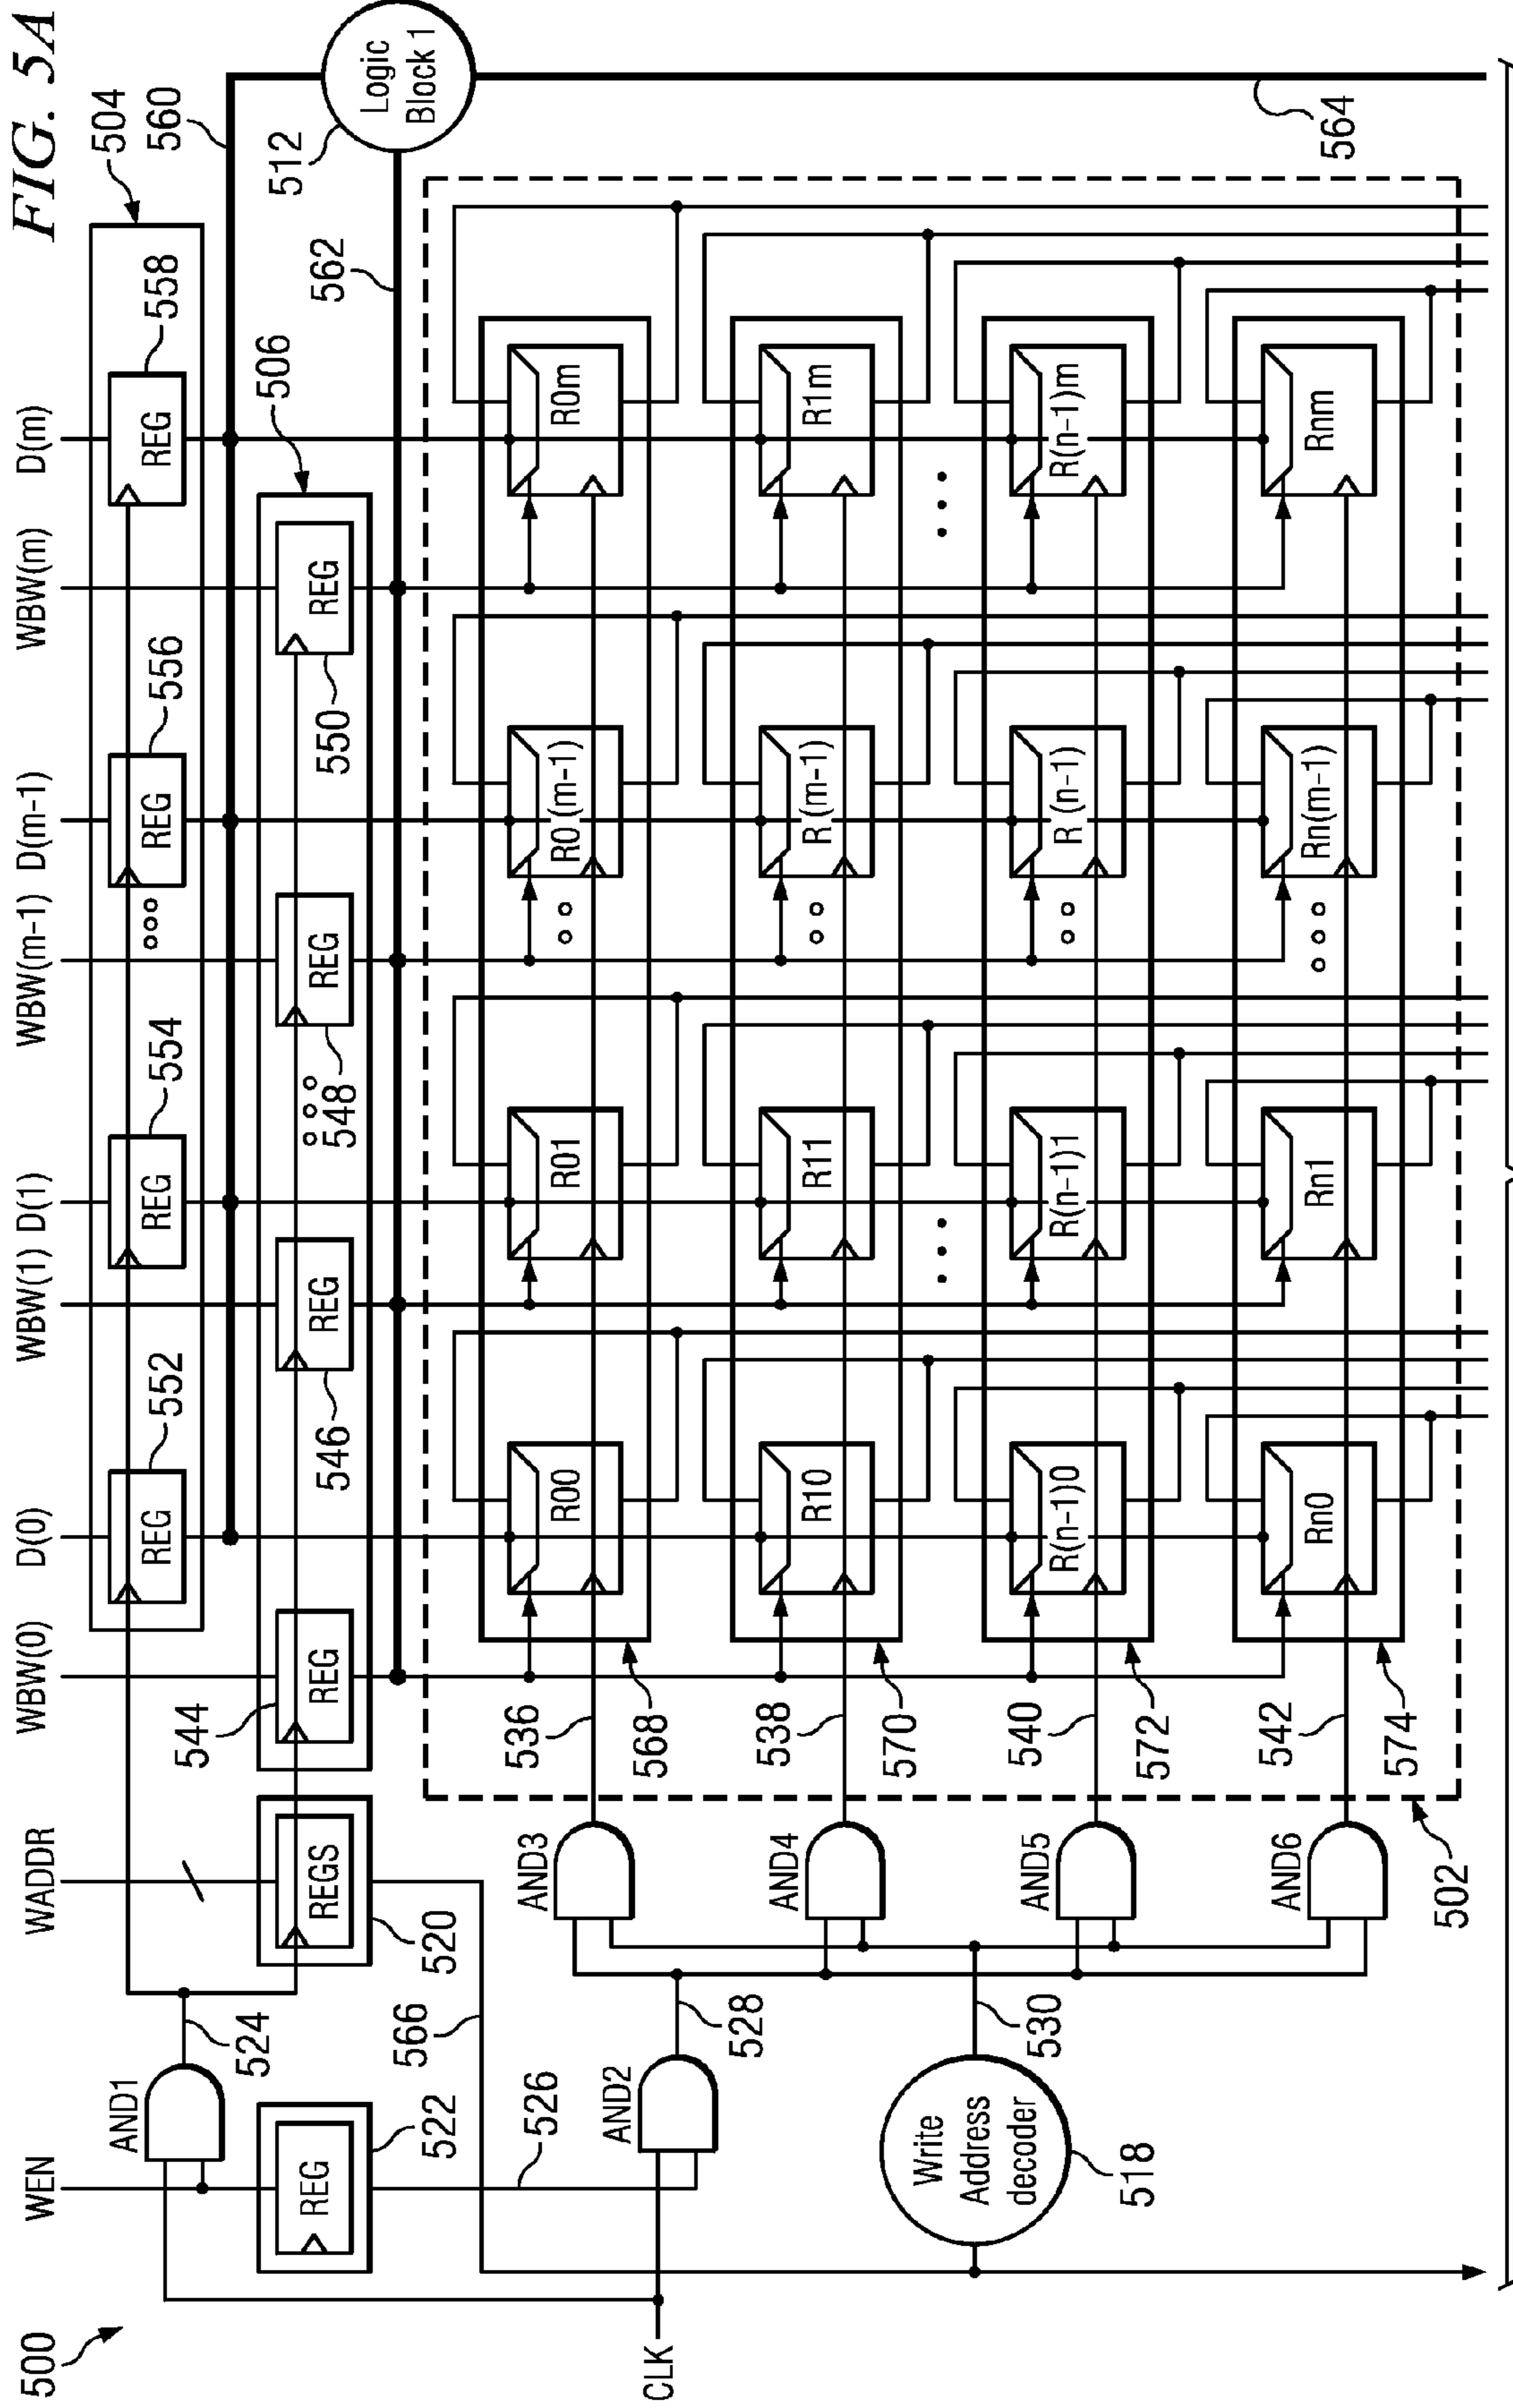 FIG. 5A
500
WEN
WADDR
WBW(0)
D(0)
WBW(1)
D(1)
WBW(m-1)
D(m-1)
WBW(m)
D(m)
504
560
AND1
524
552
REG
554
REG
556
REG
558
REG
522
REG
520
REGS
544
REG
546
REG
548
REG
550
REG
506
512
Logic
Block 1
566
526
562
CLK
AND2
528
AND3
536
568
R00
R01
R0 (m-1)
R0m
AND4
538
570
R10
R11
R (m-1)
R1m
Write
Address
decoder
518
530
AND5
540
572
R(n-1)0
R(n-1)1
R (n-1)
R(n-1)m
AND6
542
574
Rn0
Rn1
Rn(m-1)
Rnm
502
564